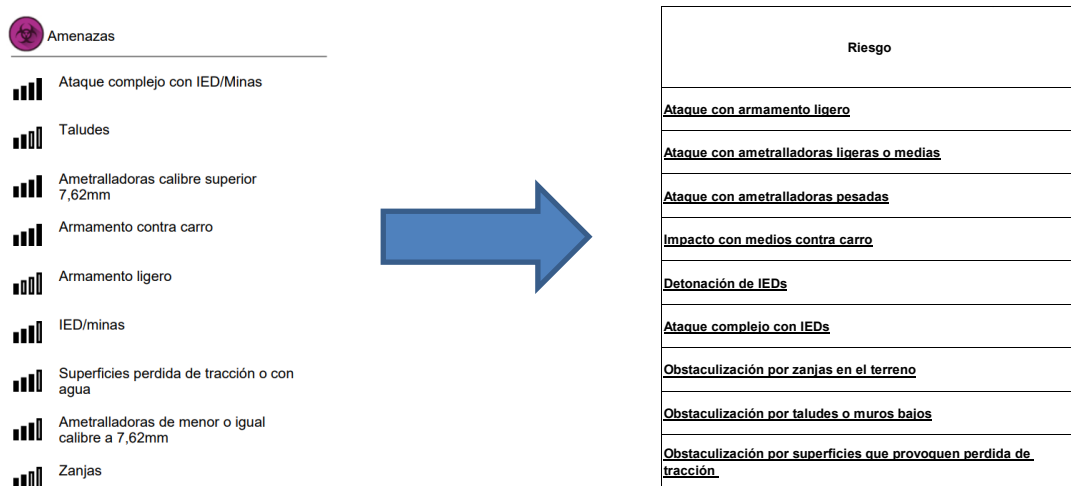 Amenazas
Ataque complejo con IED/Minas
Taludes
Ametralladoras calibre superior
7,62mm
Armamento contra carro
Armamento ligero
IED/minas
Superficies perdida de tracción o con
agua
Ametralladoras de menor o igual
calibre a 7,62mm
Zanjas
Riesgo
Ataque con armamento ligero
Ataque con ametralladoras ligeras o medias
Ataque con ametralladoras pesadas
Impacto con medios contra carro
Detonación de IEDs
Ataque complejo con IEDs
Obstaculización por zanjas en el terreno
Obstaculización por taludes o muros bajos
Obstaculización por superficies que provoquen perdida de
tracción